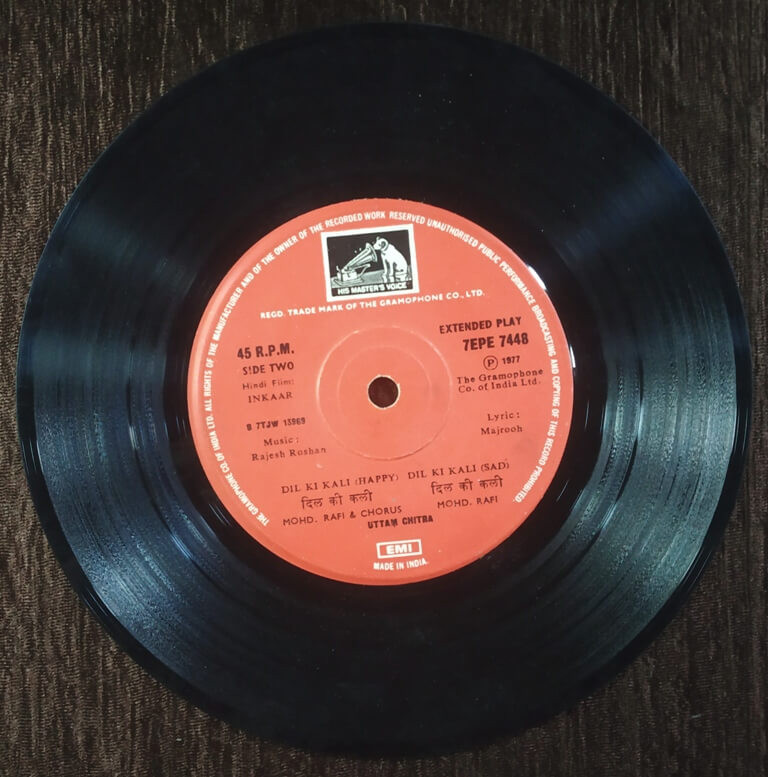 THE GRAMOPHONE CO OF INDIA LTD. ALL RIGHTS OF THE MANUFACTURER AND OF THE OWNER OF THE RECORDED WORK RESERVED UNAUTHORISED PUBLIC PERFORMANCE BROADCASTING AND COPYING OF THIS RECORD PROHIBITED.
HIS MASTER'S VOICE
REGD. TRADE MARK OF THE GRAMOPHONE CO., LTD.
45 R.P.M.
SIDE TWO
Hindi Film:
INKAAR
EXTENDED PLAY
7EPE 7448
Ⓟ 1977
The Gramophone
Co. of India Ltd.
S 7TJW 13969
Music :
Rajesh Roshan
Lyric :
Majrooh
DIL KI KALI (HAPPY) DIL KI KALI (SAD)
दिल की कली दिल की कली
MOHD. RAFI & CHORUS MOHD. RAFI
UTTAM CHITRA
EMI
MADE IN INDIA.